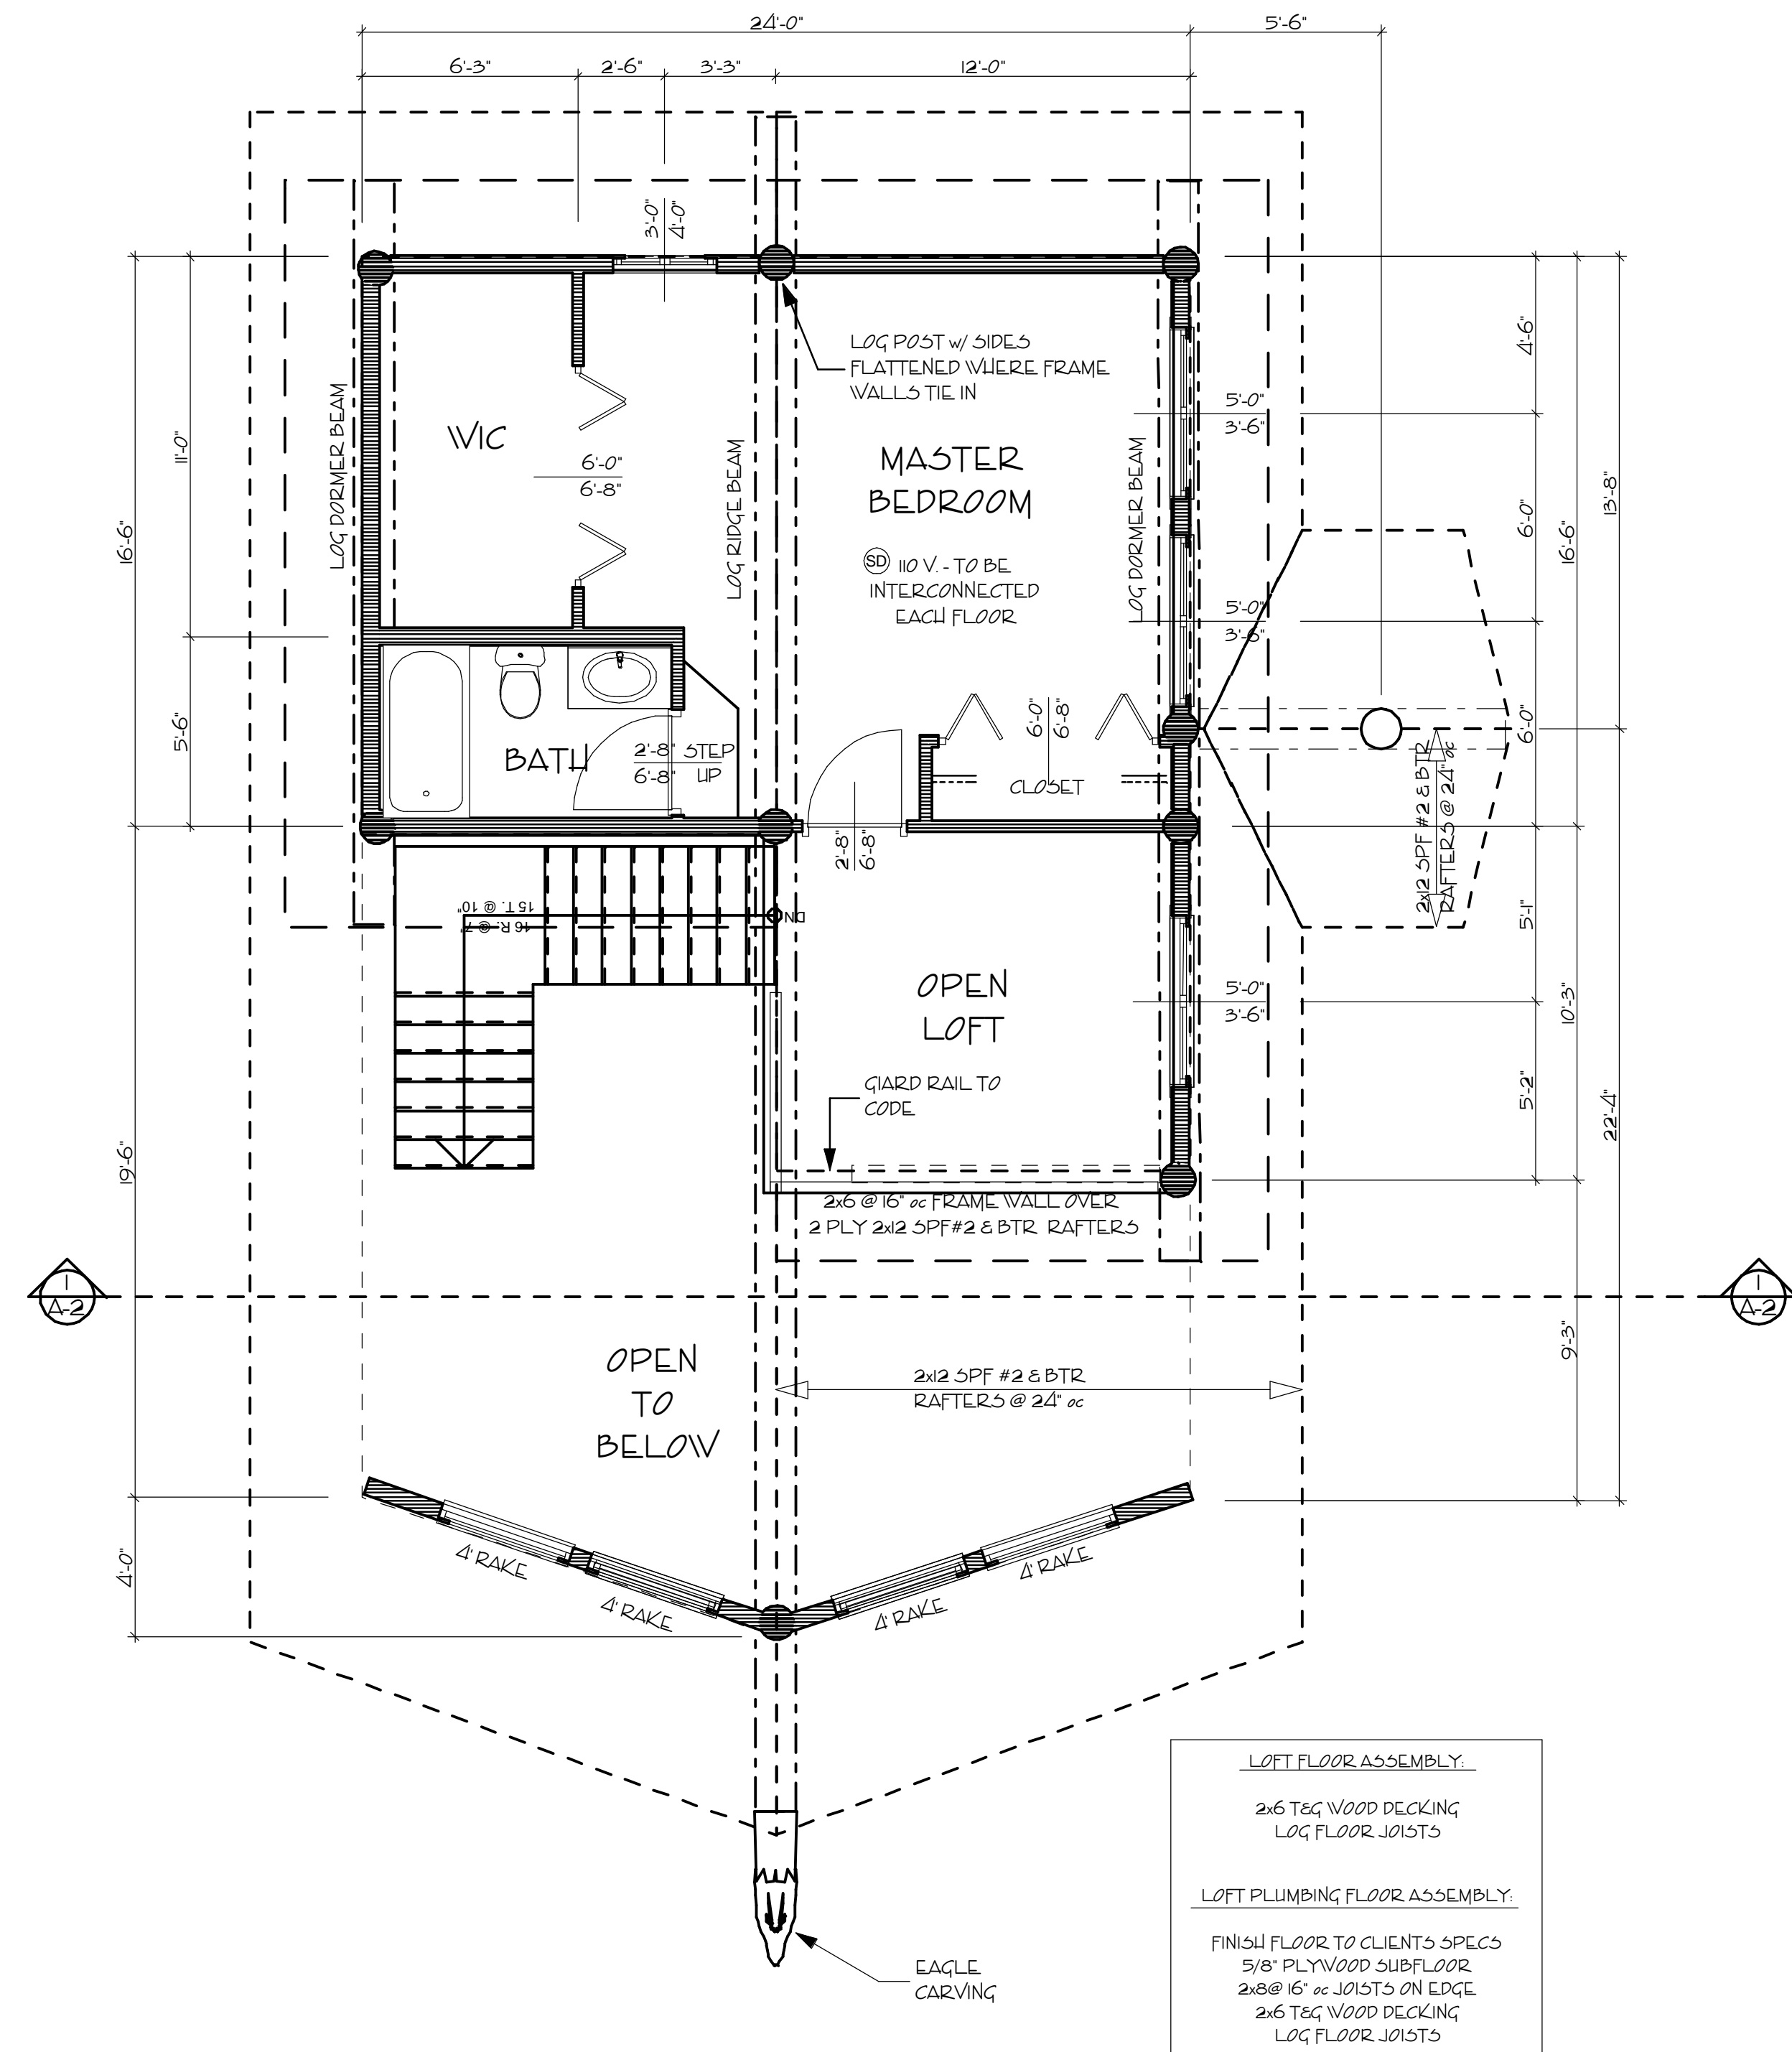 24'-0"
5'-6"
6'-3"
2'-6"
3'-3"
12'-0"
3'-0"
4'-0"
LOG POST w/ SIDES
FLATTENED WHERE FRAME
WALLS TIE IN
4'-6"
5'-0"
3'-6"
11'-0"
LOG DORMER BEAM
WIC
6'-0"
6'-8"
LOG RIDGE BEAM
MASTER
BEDROOM
LOG DORMER BEAM
13'-8"
16'-6"
6'-0"
16'-6"
SD 110 V. - TO BE
INTERCONNECTED
EACH FLOOR
5'-0"
3'-6"
5'-6"
BATH
2'-8" STEP
6'-8" UP
6'-0"
6'-8"
CLOSET
6'-0"
2x12 SPF #2 & BTR
RAFTERS @ 24" oc
2'-8"
6'-8"
15 T. @ 10"
16 R. @ 7"
DN
5'-1"
OPEN
LOFT
5'-0"
3'-6"
10'-3"
GIARD RAIL TO
CODE
5'-2"
22'-4"
19'-6"
2x6 @ 16" oc FRAME WALL OVER
2 PLY 2x12 SPF#2 & BTR RAFTERS
1
A-2
1
A-2
9'-3"
OPEN
TO
BELOW
2x12 SPF #2 & BTR
RAFTERS @ 24" oc
4'-0"
4' RAKE
4' RAKE
4' RAKE
4' RAKE
LOFT FLOOR ASSEMBLY:
2x6 T&G WOOD DECKING
LOG FLOOR JOISTS
LOFT PLUMBING FLOOR ASSEMBLY:
FINISH FLOOR TO CLIENTS SPECS
5/8" PLYWOOD SUBFLOOR
2x8@ 16" oc JOISTS ON EDGE
2x6 T&G WOOD DECKING
LOG FLOOR JOISTS
EAGLE
CARVING